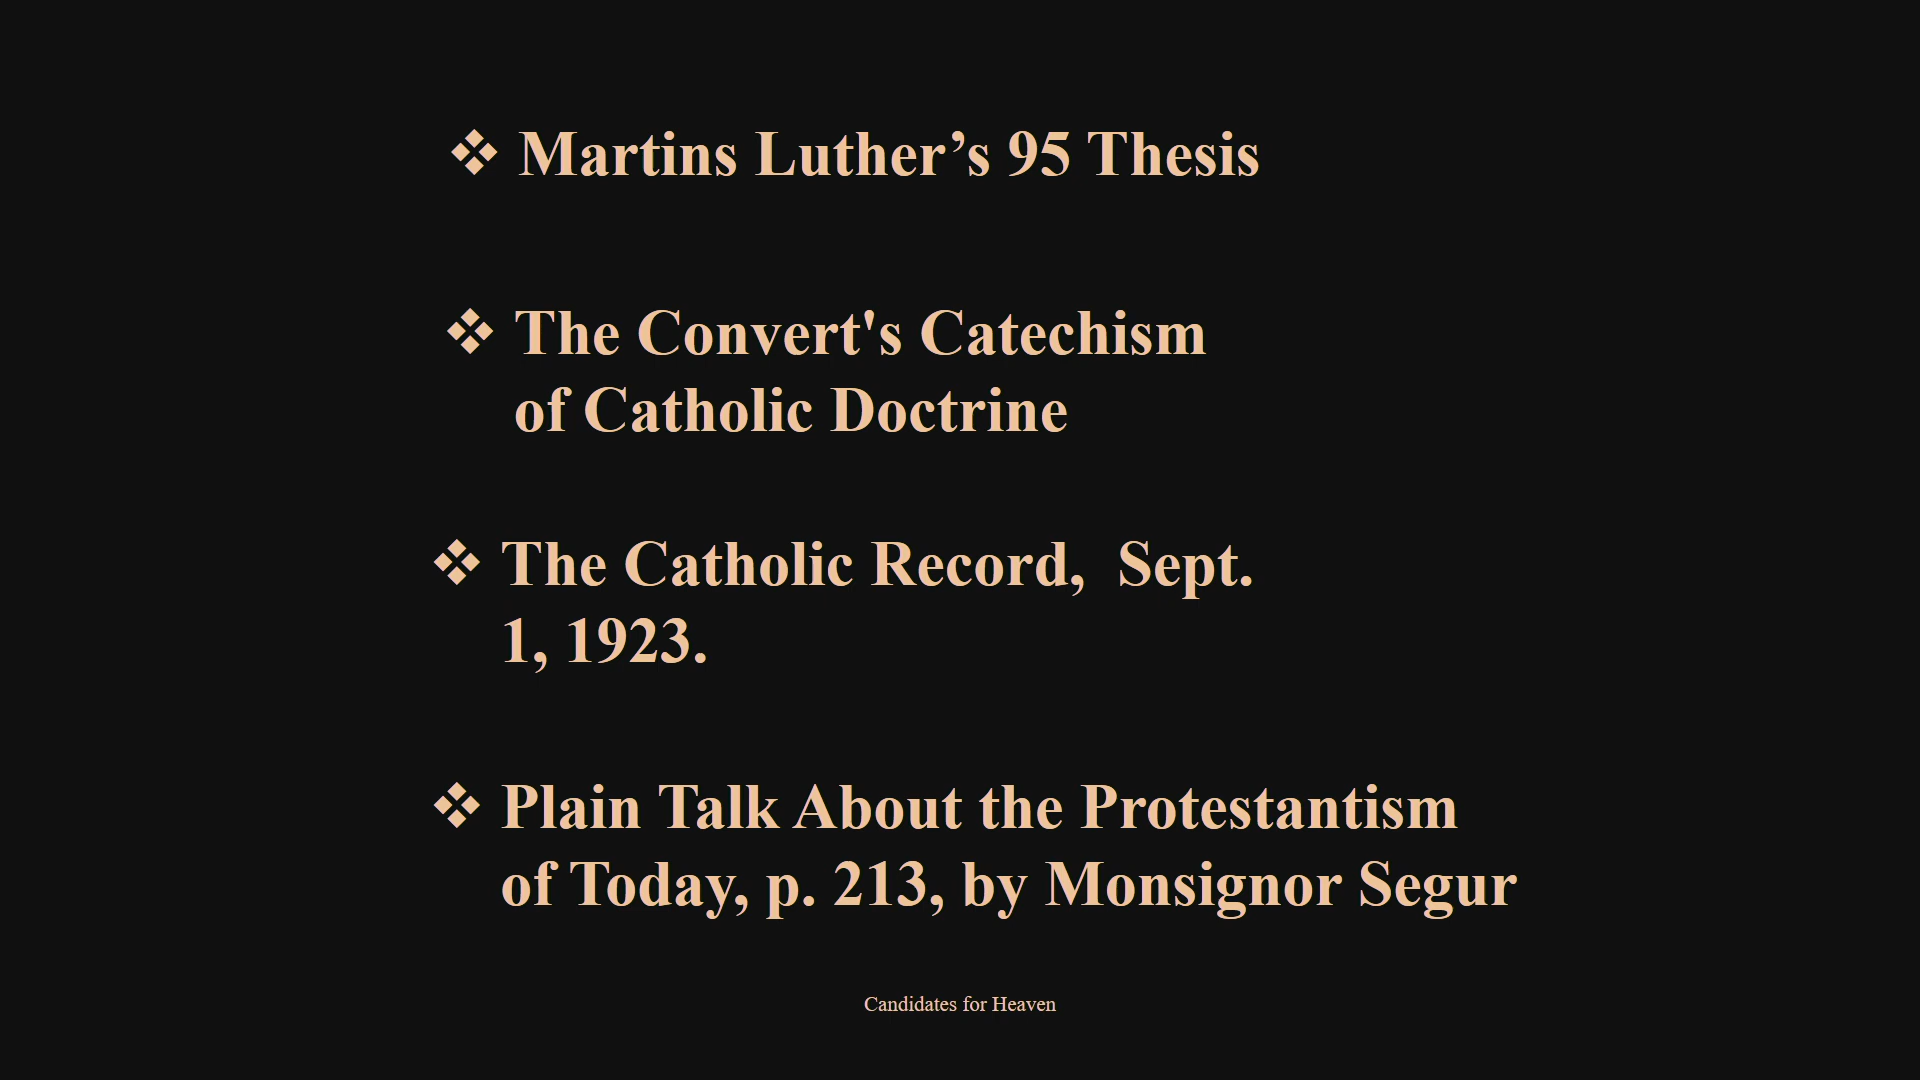 ❖ Martins Luther’s 95 Thesis
❖ The Convert's Catechism
of Catholic Doctrine
❖ The Catholic Record,  Sept.
1, 1923.
❖ Plain Talk About the Protestantism
of Today, p. 213, by Monsignor Segur
Candidates for Heaven